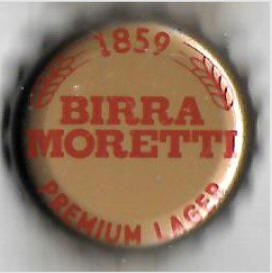 1859
BIRRA
MORETTI
PREMIUM LAGER